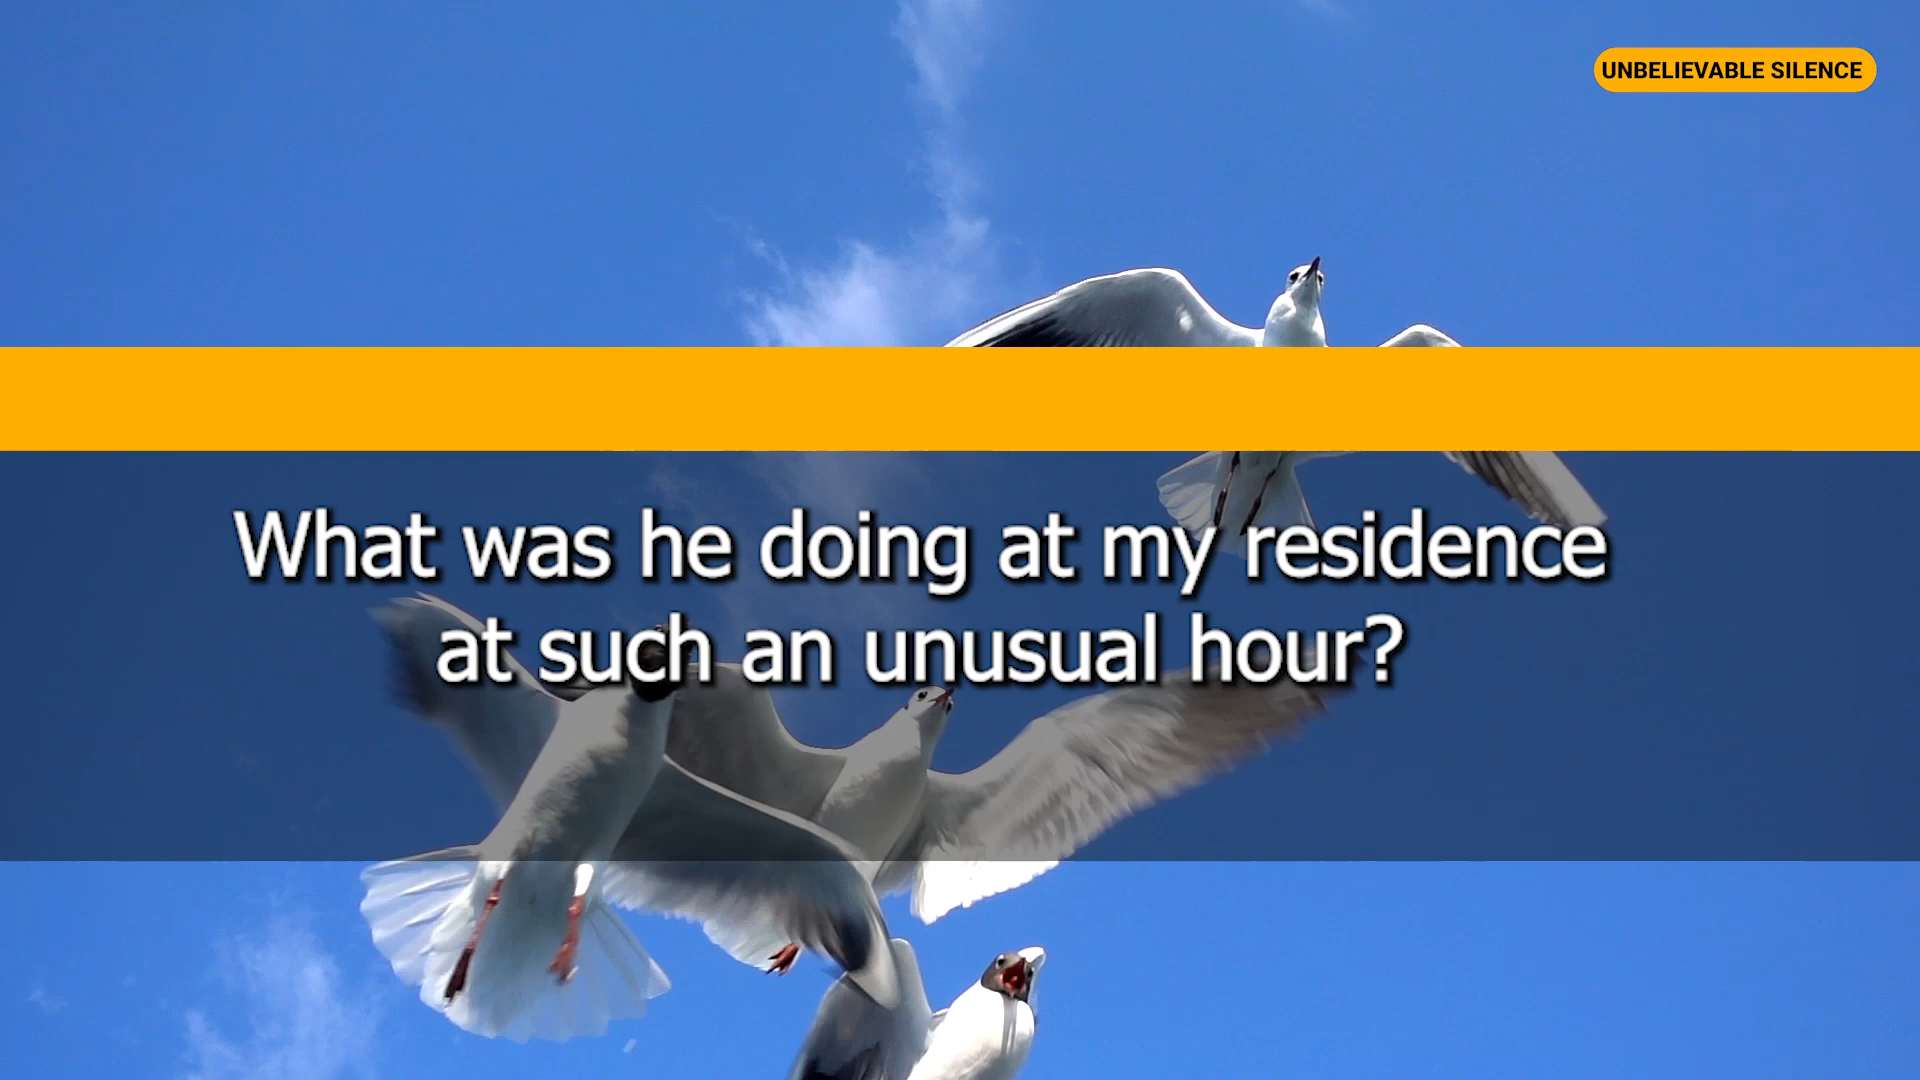 UNBELIEVABLE SILENCE
What was he doing at my residence
at such an unusual hour?